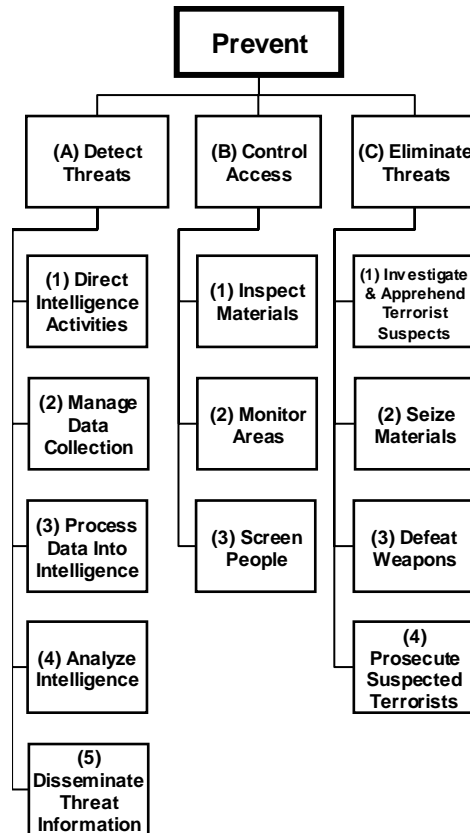 Prevent
(A) Detect
Threats
(B) Control
Access
(C) Eliminate
Threats
(1) Direct
Intelligence
Activities
(2) Manage
Data
Collection
(3) Process
Data Into
Intelligence
(4) Analyze
Intelligence
(5)
Disseminate
Threat
Information
(1) Inspect
Materials
(2) Monitor
Areas
(3) Screen
People
(1) Investigate
& Apprehend
Terrorist
Suspects
(2) Seize
Materials
(3) Defeat
Weapons
(4)
Prosecute
Suspected
Terrorists